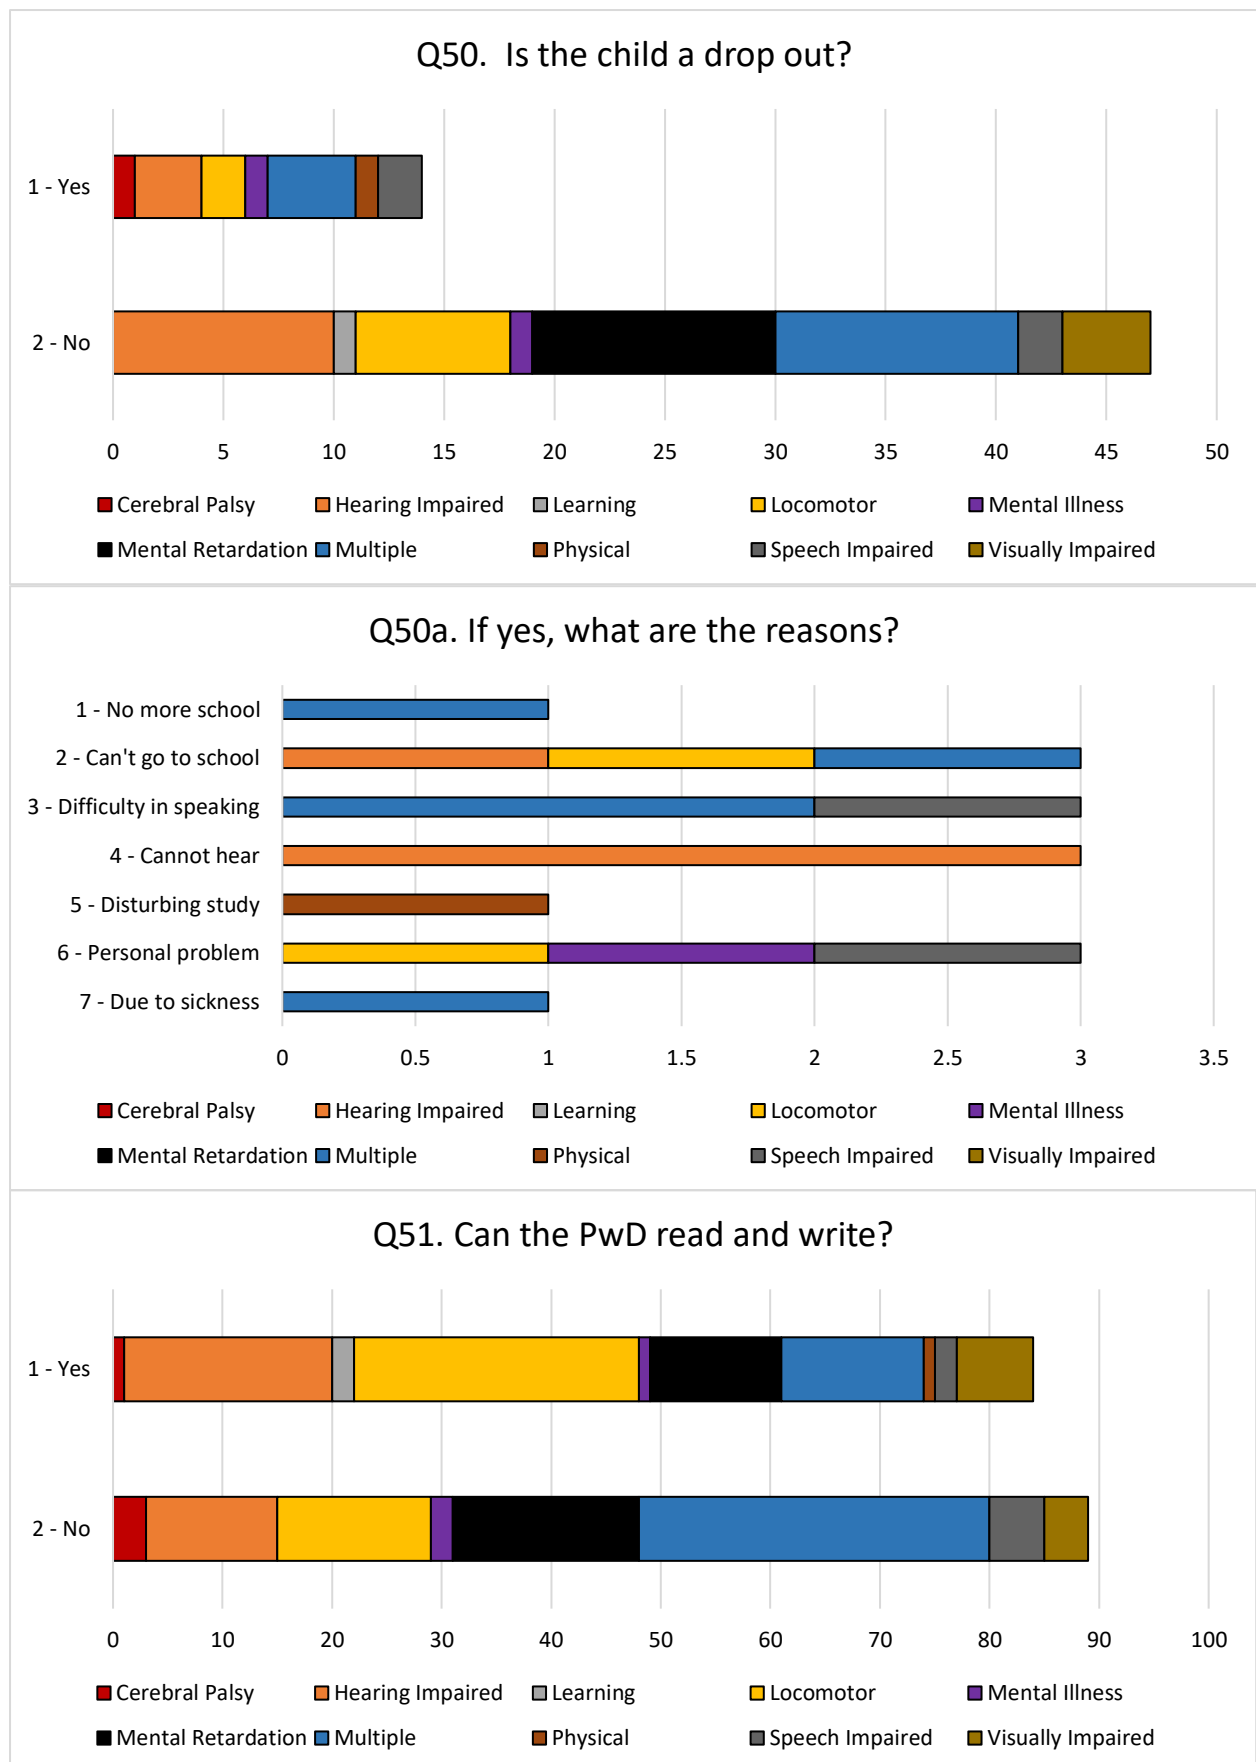 Q50.  Is the child a drop out?
1 - Yes
2 - No
0 5 10 15 20 25 30 35 40 45 50
Cerebral Palsy Hearing Impaired Learning Locomotor Mental Illness
Mental Retardation Multiple Physical Speech Impaired Visually Impaired
Q50a. If yes, what are the reasons?
1 - No more school
2 - Can't go to school
3 - Difficulty in speaking
4 - Cannot hear
5 - Disturbing study
6 - Personal problem
7 - Due to sickness
0 0.5 1 1.5 2 2.5 3 3.5
Cerebral Palsy Hearing Impaired Learning Locomotor Mental Illness
Mental Retardation Multiple Physical Speech Impaired Visually Impaired
Q51. Can the PwD read and write?
1 - Yes
2 - No
0 10 20 30 40 50 60 70 80 90 100
Cerebral Palsy Hearing Impaired Learning Locomotor Mental Illness
Mental Retardation Multiple Physical Speech Impaired Visually Impaired